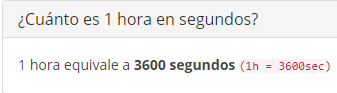 ¿Cuánto es 1 hora en segundos?
1 hora equivale a 3600 segundos (1h = 3600sec)